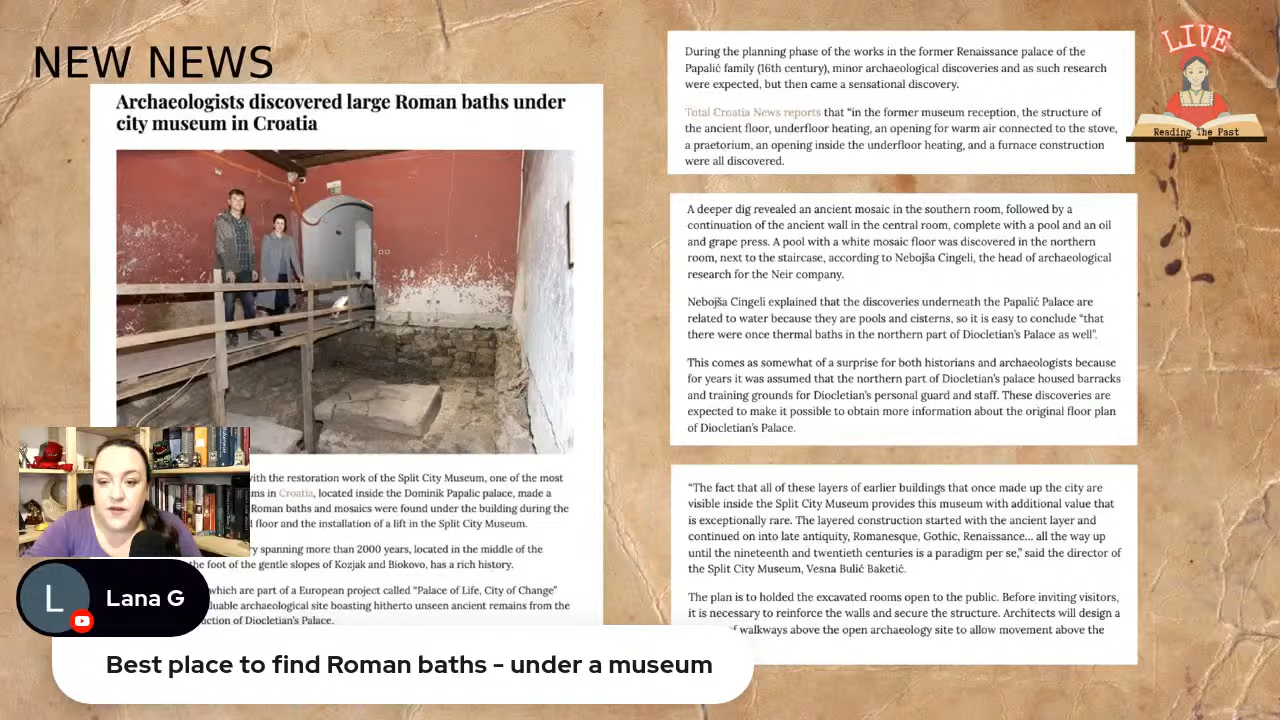 NEW NEWS
Archaeologists discovered large Roman baths under
city museum in Croatia
with the restoration work of the Split City Museum, one of the most
ms in Croatia, located inside the Dominik Papalic palace, made a
Roman baths and mosaics were found under the building during the
floor and the installation of a lift in the Split City Museum.
ry spanning more than 2000 years, located in the middle of the
the foot of the gentle slopes of Kozjak and Biokovo, has a rich history.
which are part of a European project called “Palace of Life, City of Change”
luable archaeological site boasting hitherto unseen ancient remains from the
uction of Diocletian’s Palace.
During the planning phase of the works in the former Renaissance palace of the
Papalić family (16th century), minor archaeological discoveries and as such research
were expected, but then came a sensational discovery.
Total Croatia News reports that “in the former museum reception, the structure of
the ancient floor, underfloor heating, an opening for warm air connected to the stove,
a praetorium, an opening inside the underfloor heating, and a furnace construction
were all discovered.
A deeper dig revealed an ancient mosaic in the southern room, followed by a
continuation of the ancient wall in the central room, complete with a pool and an oil
and grape press. A pool with a white mosaic floor was discovered in the northern
room, next to the staircase, according to Nebojša Cingeli, the head of archaeological
research for the Neir company.
Nebojša Cingeli explained that the discoveries underneath the Papalić Palace are
related to water because they are pools and cisterns, so it is easy to conclude “that
there were once thermal baths in the northern part of Diocletian’s Palace as well”.
This comes as somewhat of a surprise for both historians and archaeologists because
for years it was assumed that the northern part of Diocletian’s palace housed barracks
and training grounds for Diocletian’s personal guard and staff. These discoveries are
expected to make it possible to obtain more information about the original floor plan
of Diocletian’s Palace.
“The fact that all of these layers of earlier buildings that once made up the city are
visible inside the Split City Museum provides this museum with additional value that
is exceptionally rare. The layered construction started with the ancient layer and
continued on into late antiquity, Romanesque, Gothic, Renaissance… all the way up
until the nineteenth and twentieth centuries is a paradigm per se,” said the director of
the Split City Museum, Vesna Bulić Baketić.
The plan is to holded the excavated rooms open to the public. Before inviting visitors,
it is necessary to reinforce the walls and secure the structure. Architects will design a
of walkways above the open archaeology site to allow movement above the
LIVE
Reading The Past
L
Lana G
Best place to find Roman baths - under a museum